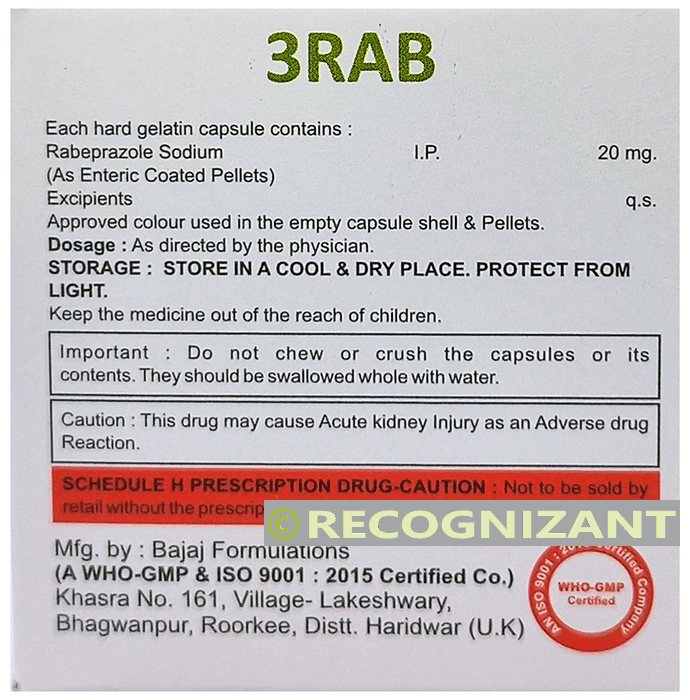 3RAB
Each hard gelatin capsule contains :
Rabeprazole Sodium I.P. 20 mg.
(As Enteric Coated Pellets)
Excipients q.s.
Approved colour used in the empty capsule shell & Pellets.
Dosage : As directed by the physician.
STORAGE : STORE IN A COOL & DRY PLACE. PROTECT FROM
LIGHT.
Keep the medicine out of the reach of children.
Important : Do not chew or crush the capsules or its
contents. They should be swallowed whole with water.
Caution : This drug may cause Acute kidney Injury as an Adverse drug
Reaction.
SCHEDULE H PRESCRIPTION DRUG-CAUTION : Not to be sold by
retail without the
© RECOGNIZANT
Mfg. by : Bajaj Formulations
(A WHO-GMP & ISO 9001 : 2015 Certified Co.)
Khasra No. 161, Village- Lakeshwary,
Bhagwanpur, Roorkee, Distt. Haridwar (U.K)
AN ISO 9001 : Certified Company
WHO-GMP
Certified